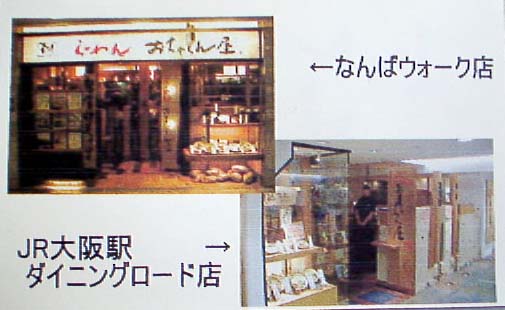 ←なんばウォーク店
JR大阪駅 →
ダイニングロード店